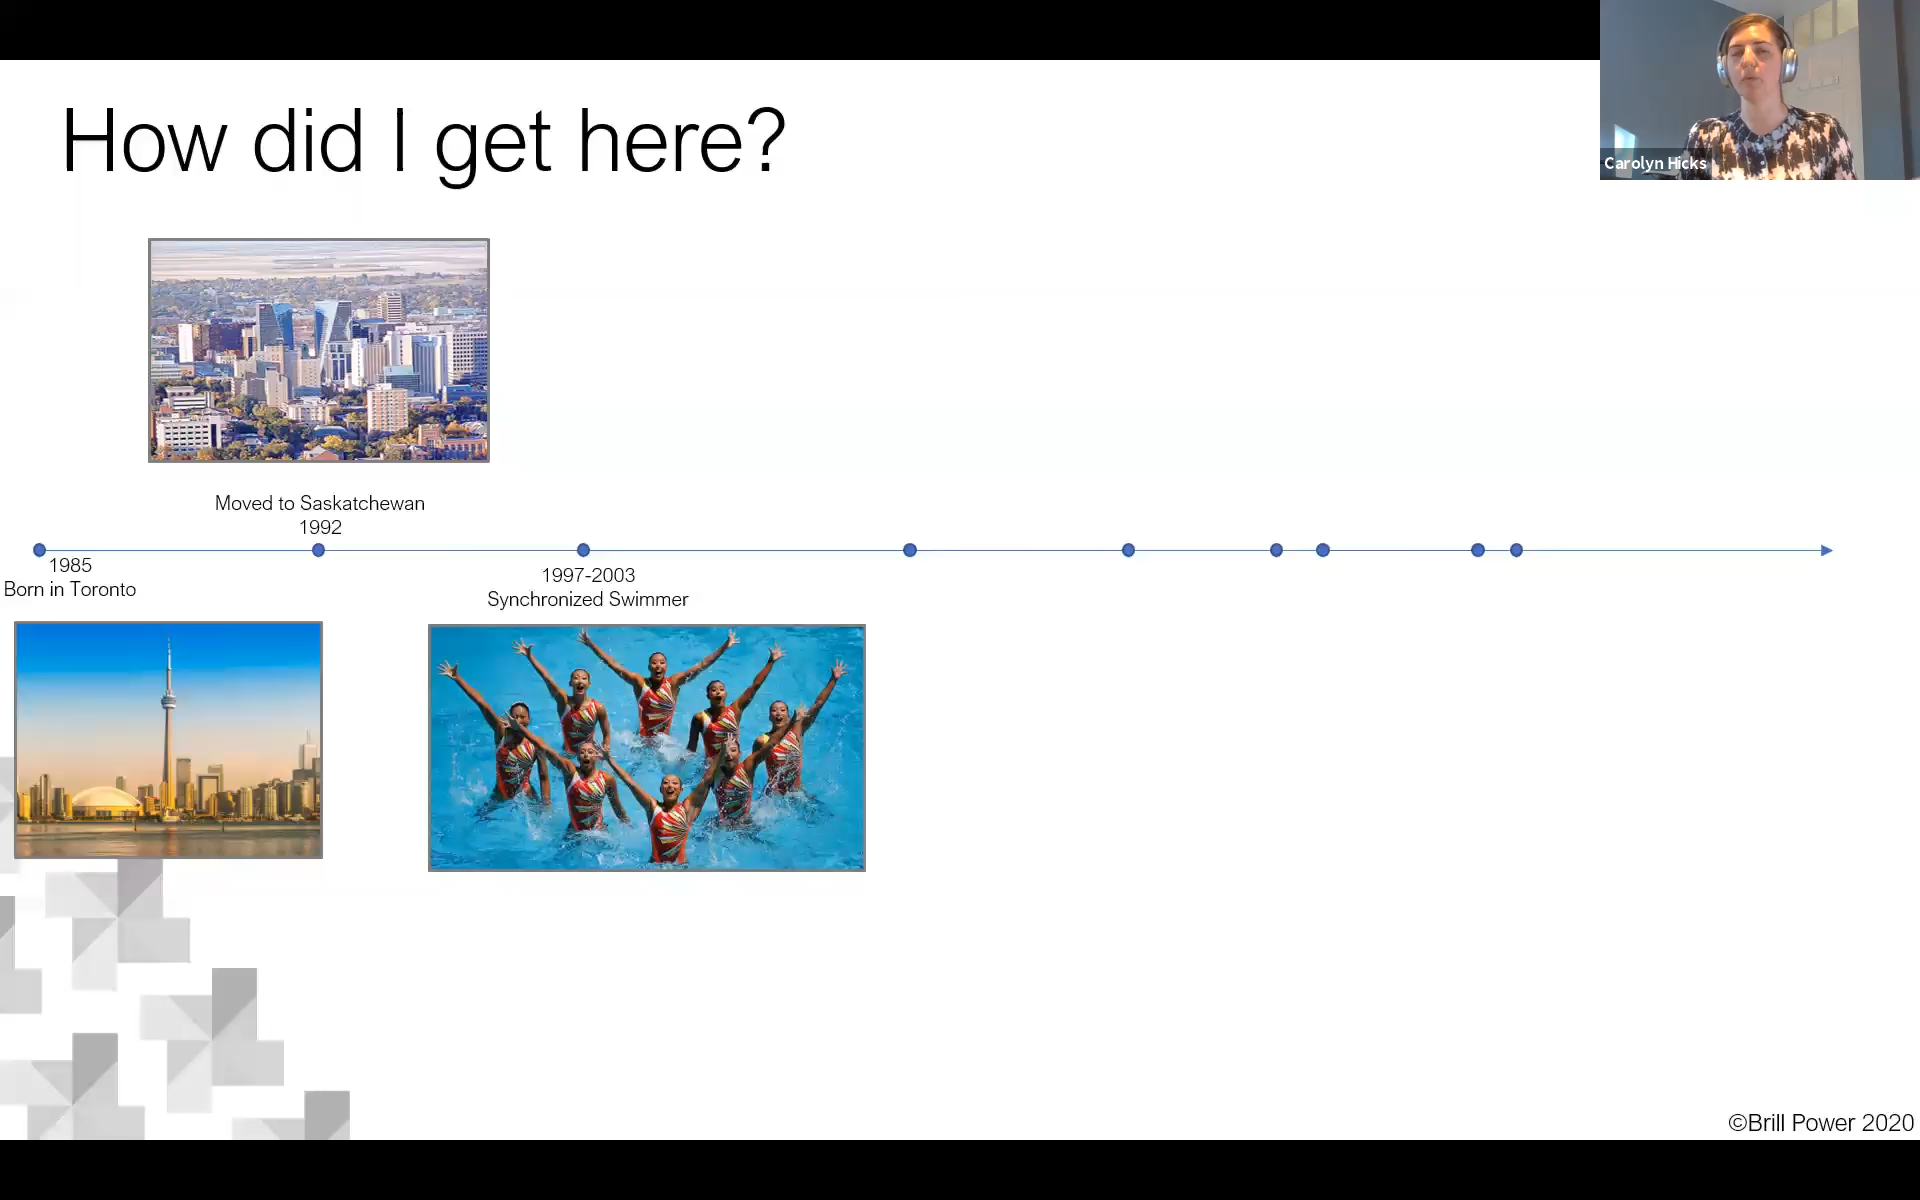 How did I get here?
Carolyn Hicks
Moved to Saskatchewan
1992
1985
Born in Toronto
1997-2003
Synchronized Swimmer
©Brill Power 2020